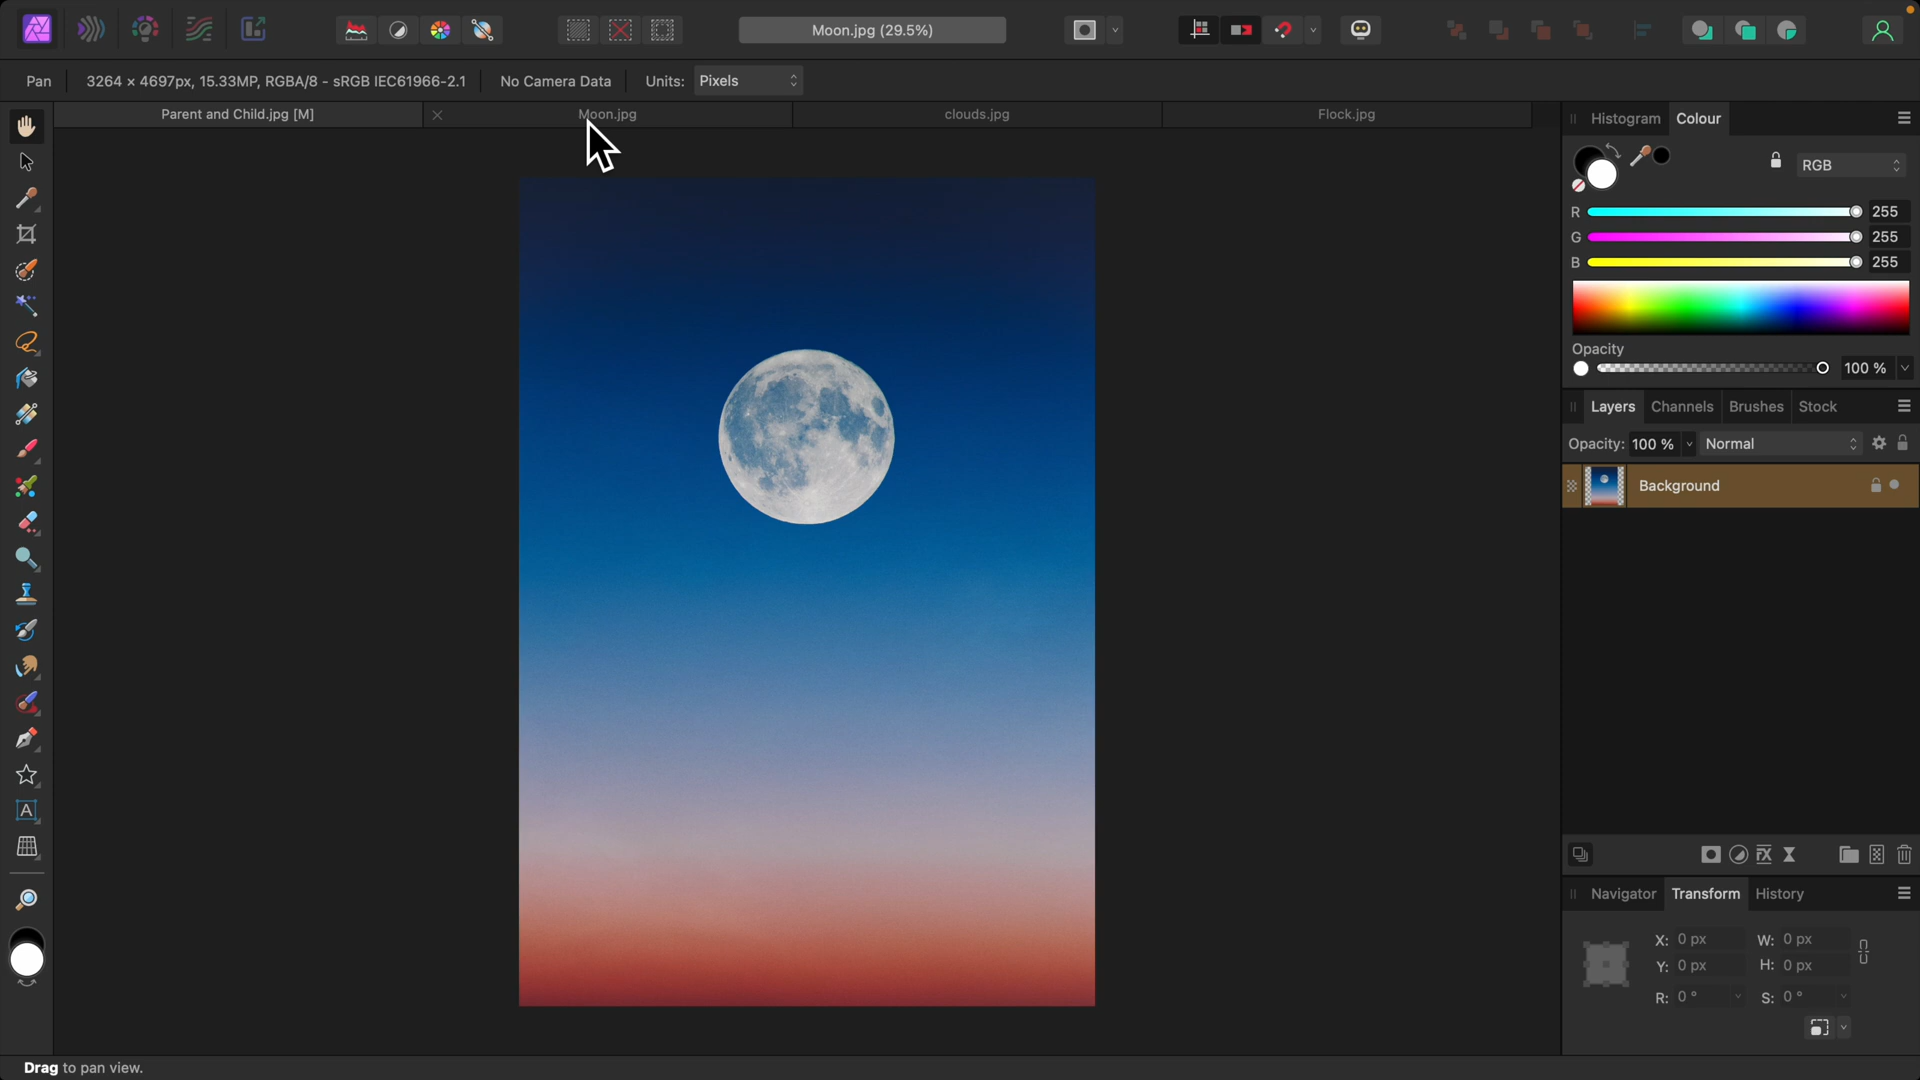 Moon.jpg (29.5%)
Pan
3264 × 4697px, 15.33MP, RGBA/8 - sRGB IEC61966-2.1
No Camera Data
Units:
Pixels
Parent and Child.jpg [M]
Moon.jpg
clouds.jpg
Flock.jpg
Histogram
Colour
RGB
R
255
G
255
B
255
Opacity
100 %
Layers
Channels
Brushes
Stock
Opacity:
100 %
Normal
Background
Navigator
Transform
History
X: 0 px
W: 0 px
Y: 0 px
H: 0 px
R: 0 °
S: 0 °
Drag to pan view.